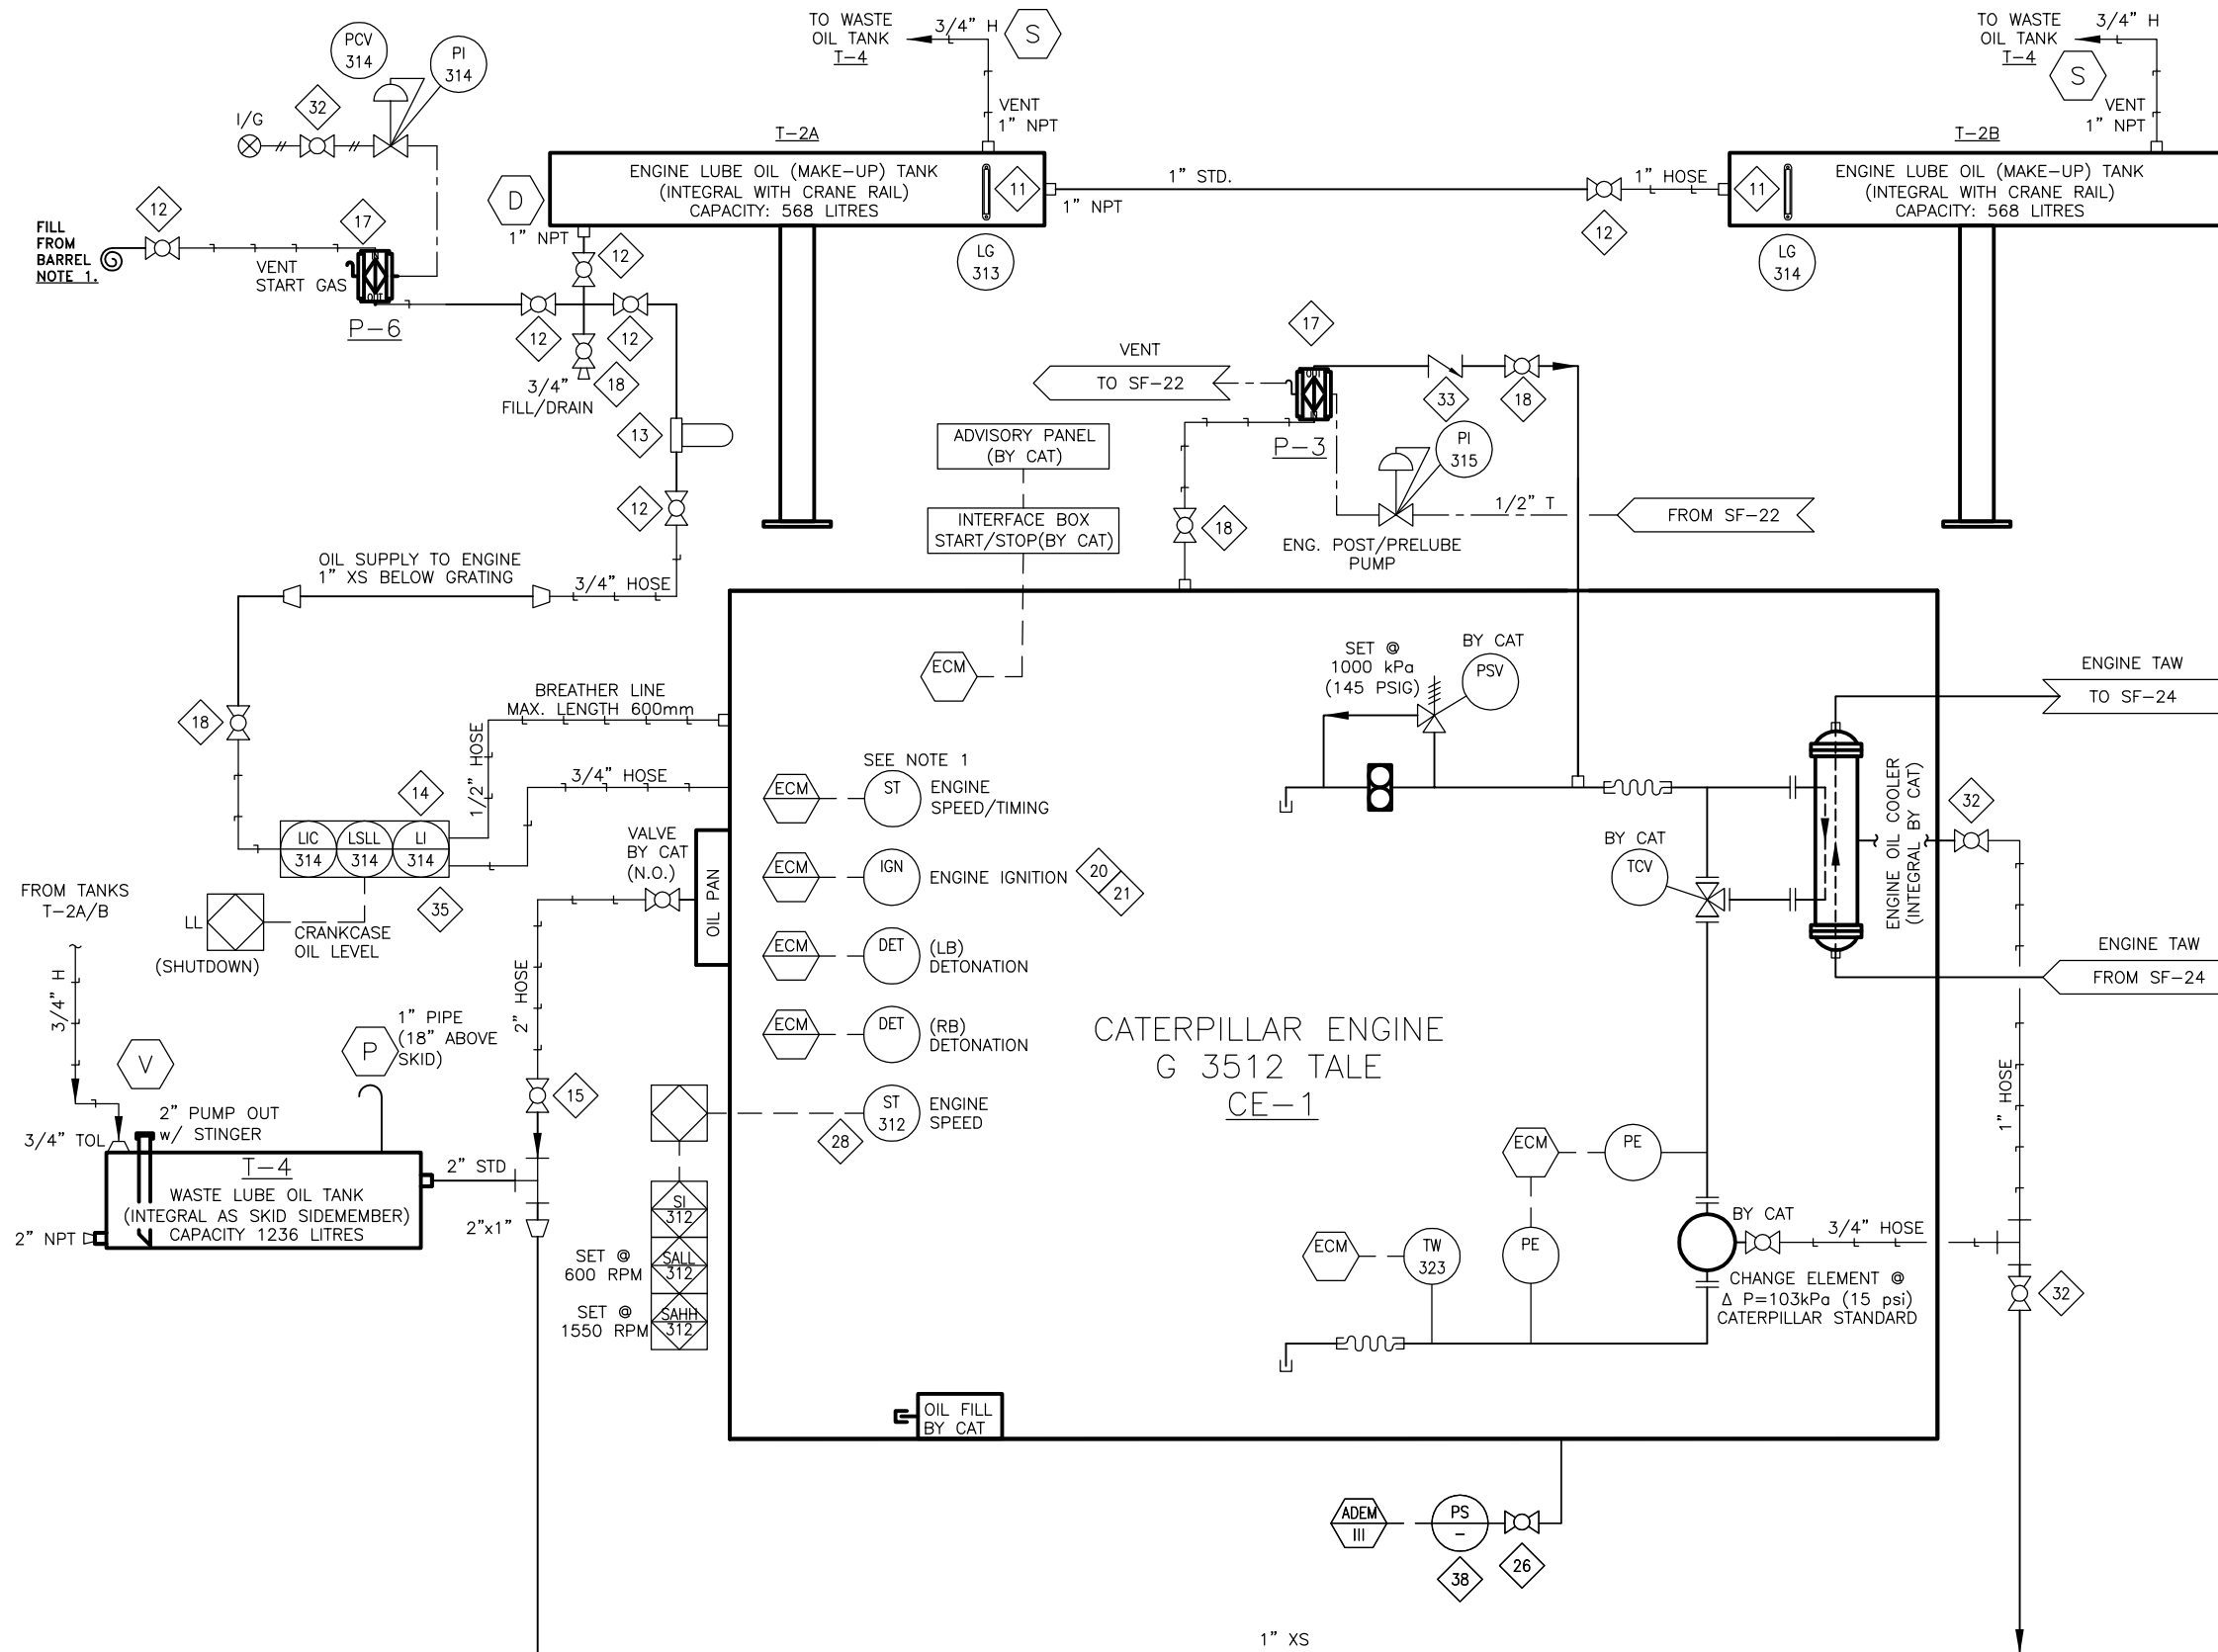 TO WASTE
OIL TANK
T-4
3/4" H
S
TO WASTE
OIL TANK
T-4
3/4" H
S
PCV
314
PI
314
32
I/G
VENT
1" NPT
VENT
1" NPT
T-2A
ENGINE LUBE OIL (MAKE-UP) TANK
(INTEGRAL WITH CRANE RAIL)
CAPACITY: 568 LITRES
11
D
1" NPT
1" NPT
1" STD.
12
1" HOSE
T-2B
11
ENGINE LUBE OIL (MAKE-UP) TANK
(INTEGRAL WITH CRANE RAIL)
CAPACITY: 568 LITRES
LG
313
LG
314
FILL
FROM
BARREL
NOTE 1.
12
17
VENT
START GAS
IN
OUT
P-6
12
12
12
18
3/4"
FILL/DRAIN
13
12
VENT
TO SF-22
17
OUT
IN
P-3
33
18
PI
315
1/2" T
FROM SF-22
18
ENG. POST/PRELUBE
PUMP
ADVISORY PANEL
(BY CAT)
INTERFACE BOX
START/STOP(BY CAT)
OIL SUPPLY TO ENGINE
1" XS BELOW GRATING
3/4" HOSE
ECM
18
BREATHER LINE
MAX. LENGTH 600mm
1/2" HOSE
3/4" HOSE
14
LIC
314
LSLL
314
LI
314
35
LL
(SHUTDOWN)
CRANKCASE
OIL LEVEL
VALVE
BY CAT
(N.O.)
OIL PAN
2" HOSE
15
SEE NOTE 1
ECM
ST
ENGINE
SPEED/TIMING
ECM
IGN
ENGINE IGNITION
20
21
ECM
DET
(LB)
DETONATION
ECM
DET
(RB)
DETONATION
28
ST
312
ENGINE
SPEED
SI
312
SALL
312
SAHH
312
SET @
600 RPM
SET @
1550 RPM
SET @
1000 kPa
(145 PSIG)
BY CAT
PSV
BY CAT
TCV
ENGINE OIL COOLER
(INTEGRAL BY CAT)
ENGINE TAW
TO SF-24
32
ENGINE TAW
FROM SF-24
1" HOSE
CATERPILLAR ENGINE
G 3512 TALE
CE-1
ECM
PE
ECM
TW
323
PE
BY CAT
3/4" HOSE
CHANGE ELEMENT @
Δ P=103kPa (15 psi)
CATERPILLAR STANDARD
32
FROM TANKS
T-2A/B
3/4" H
V
P
1" PIPE
(18" ABOVE
SKID)
3/4" TOL
2" PUMP OUT
w/ STINGER
T-4
WASTE LUBE OIL TANK
(INTEGRAL AS SKID SIDEMEMBER)
CAPACITY 1236 LITRES
2" NPT
2" STD
2"x1"
OIL FILL
BY CAT
ADEM
III
PS
-
38
26
1" XS